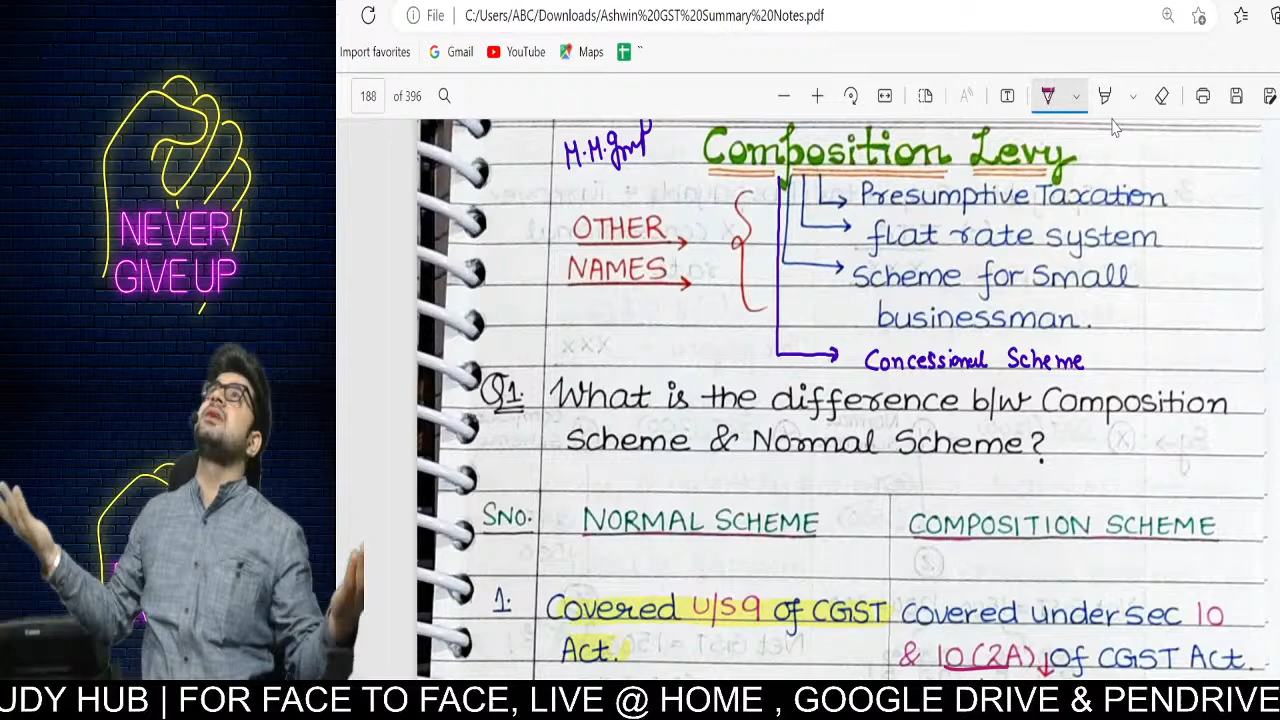 File C:/Users/ABC/Downloads/Ashwin%20GST%20Summary%20Notes.pdf
Import favorites Gmail YouTube Maps
188 of 396
M.M.Gmp Composition Levy
Presumptive Taxation
OTHER flat rate system
NAMES Scheme for Small
businessman.
xxx
Concessional Scheme
Q1. What is the difference b/w Composition
Scheme & Normal Scheme?
SNO. NORMAL SCHEME COMPOSITION SCHEME
1. Covered U/S 9 of CGST Covered under Sec 10
Act. & 10(2A) of CGST Act.
NEVER
GIVE UP
UDY HUB | FOR FACE TO FACE, LIVE @ HOME , GOOGLE DRIVE & PENDRIVE